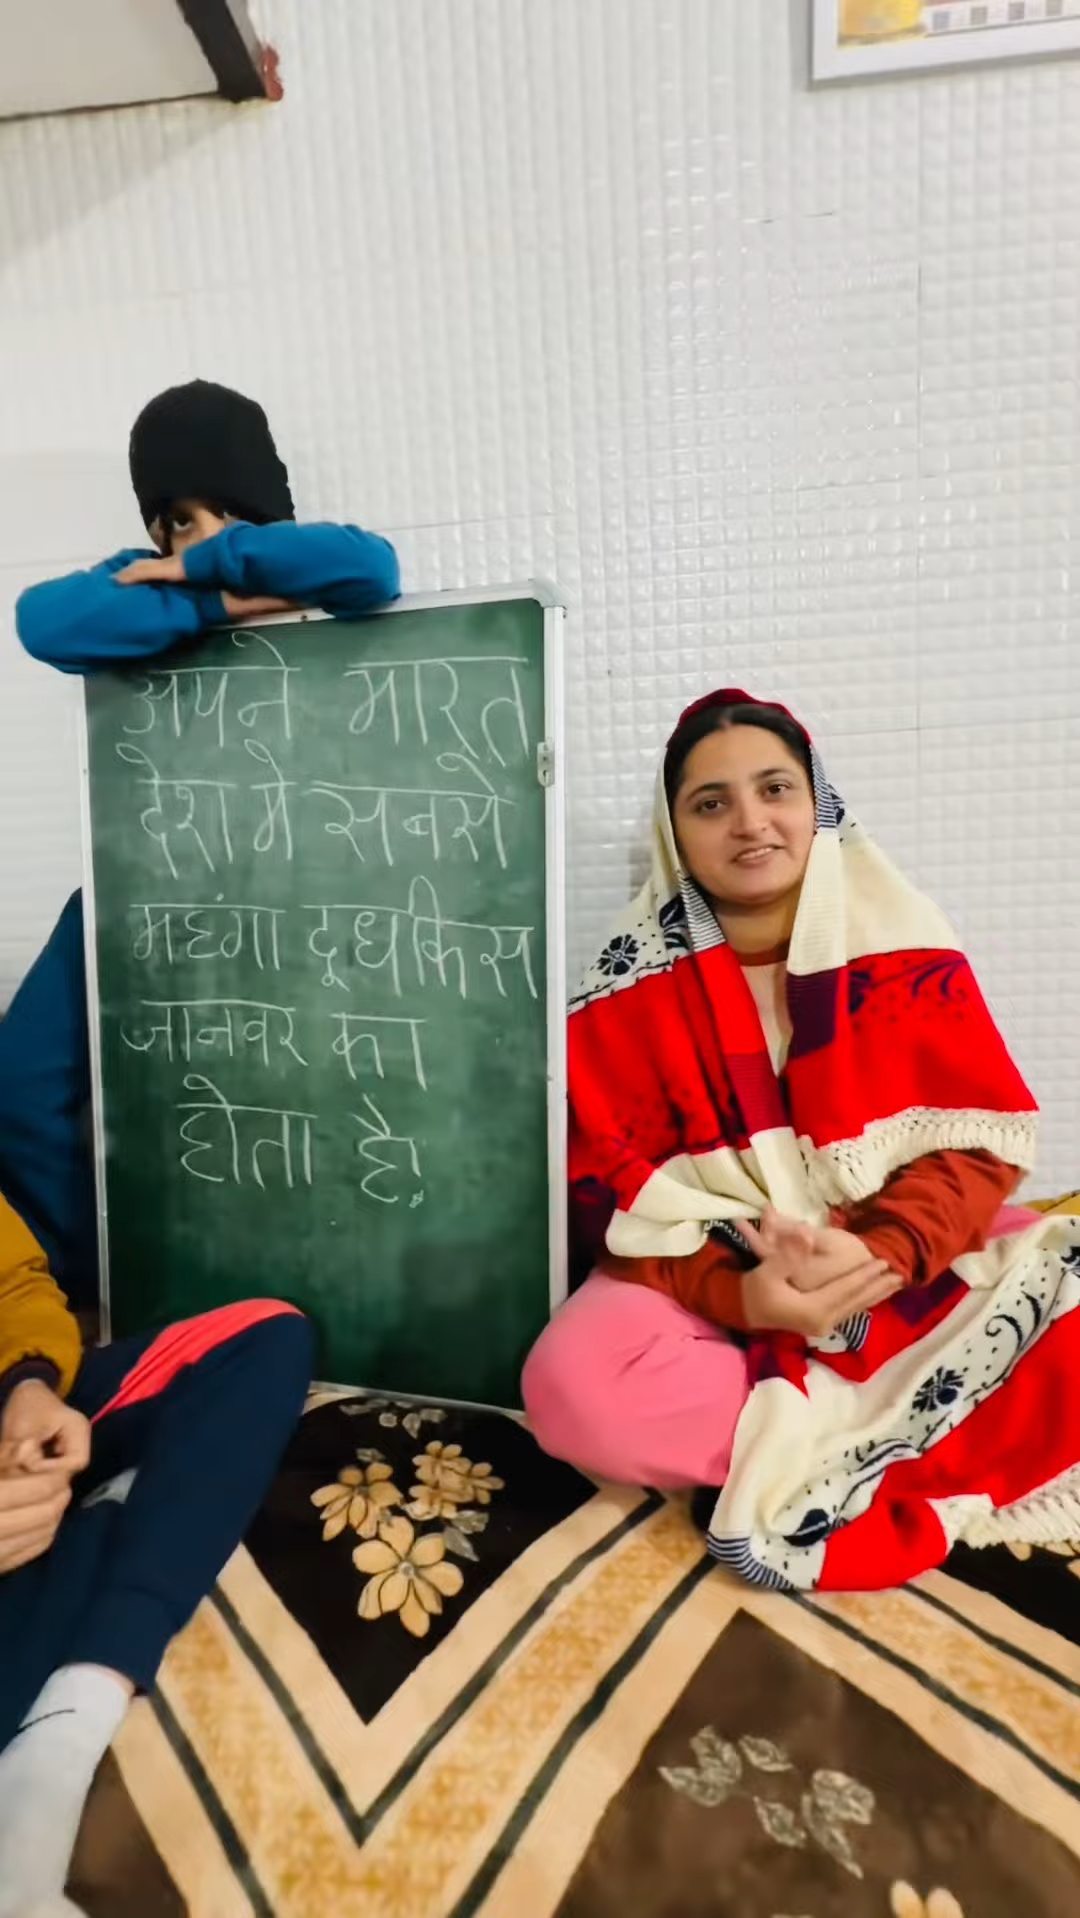 अपने भारत
देश मे सबसे
महंगा दूध किस
जानवर का
होता है